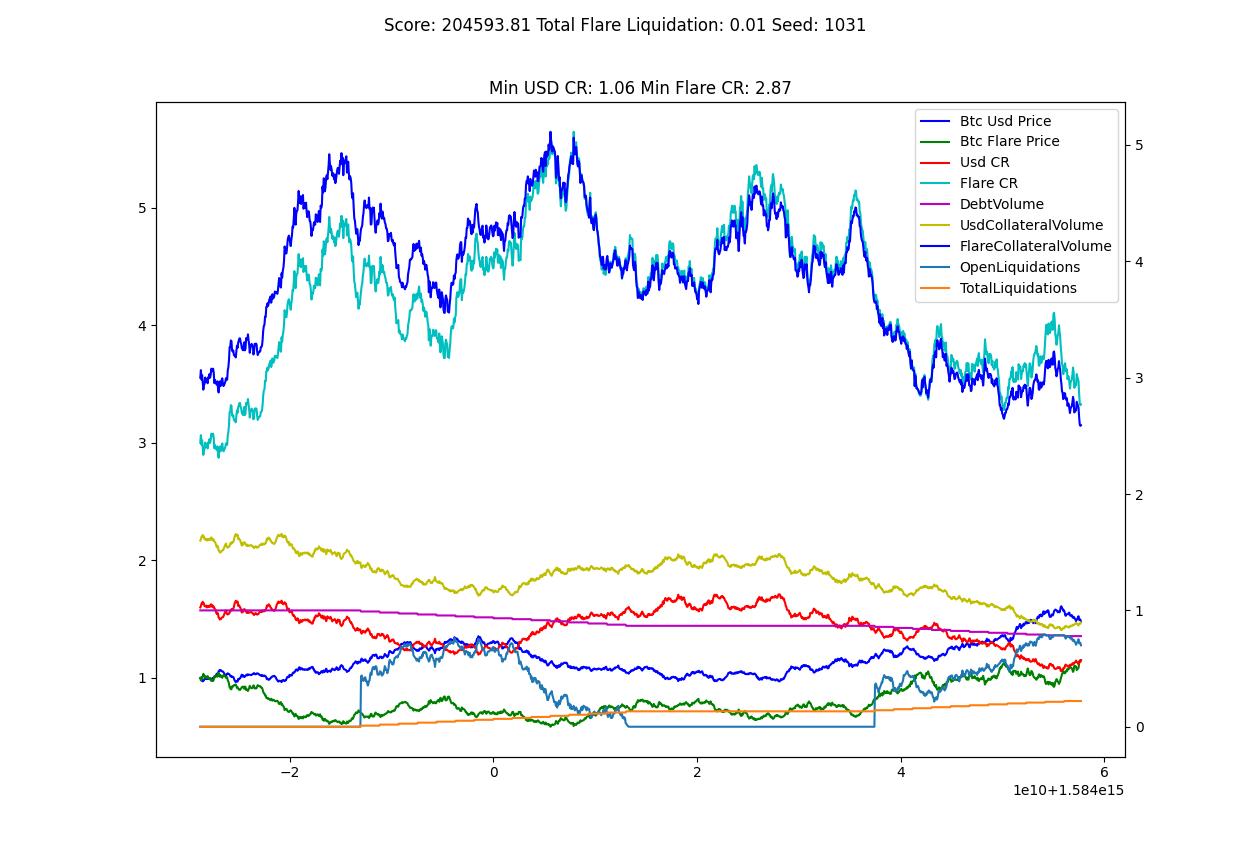 Score: 204593.81 Total Flare Liquidation: 0.01 Seed: 1031
Min USD CR: 1.06 Min Flare CR: 2.87
Btc Usd Price
Btc Flare Price
Usd CR
Flare CR
DebtVolume
UsdCollateralVolume
FlareCollateralVolume
OpenLiquidations
TotalLiquidations
5
4
3
2
1
5
4
3
2
1
0
−2
0
2
4
6
1e10+1.584e15